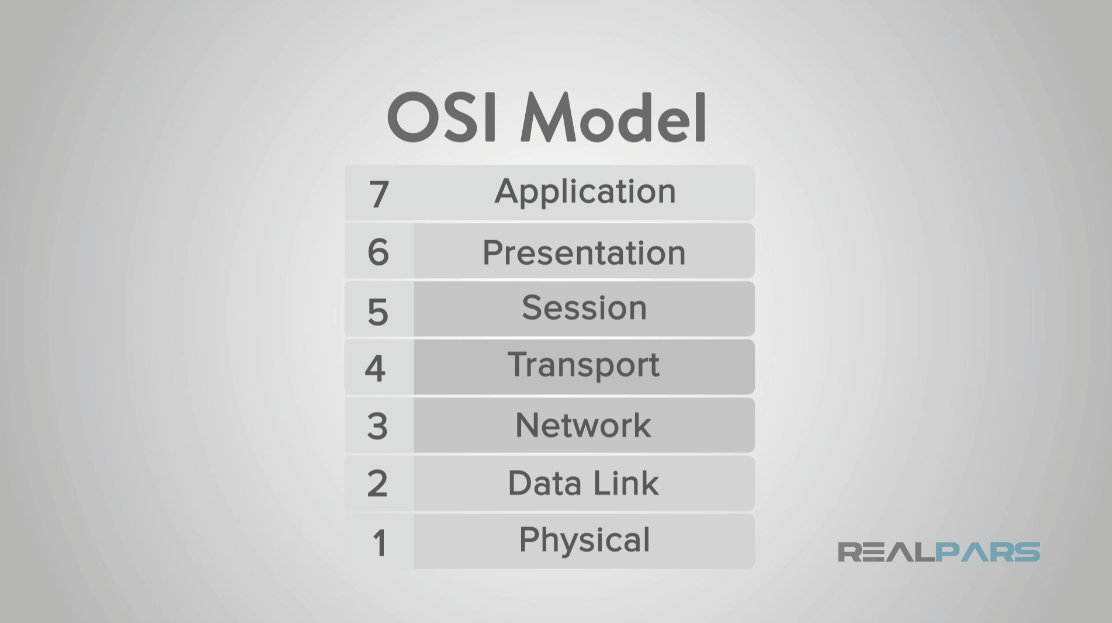 OSI Model
7 Application
6 Presentation
5 Session
4 Transport
3 Network
2 Data Link
1 Physical
REALPARS